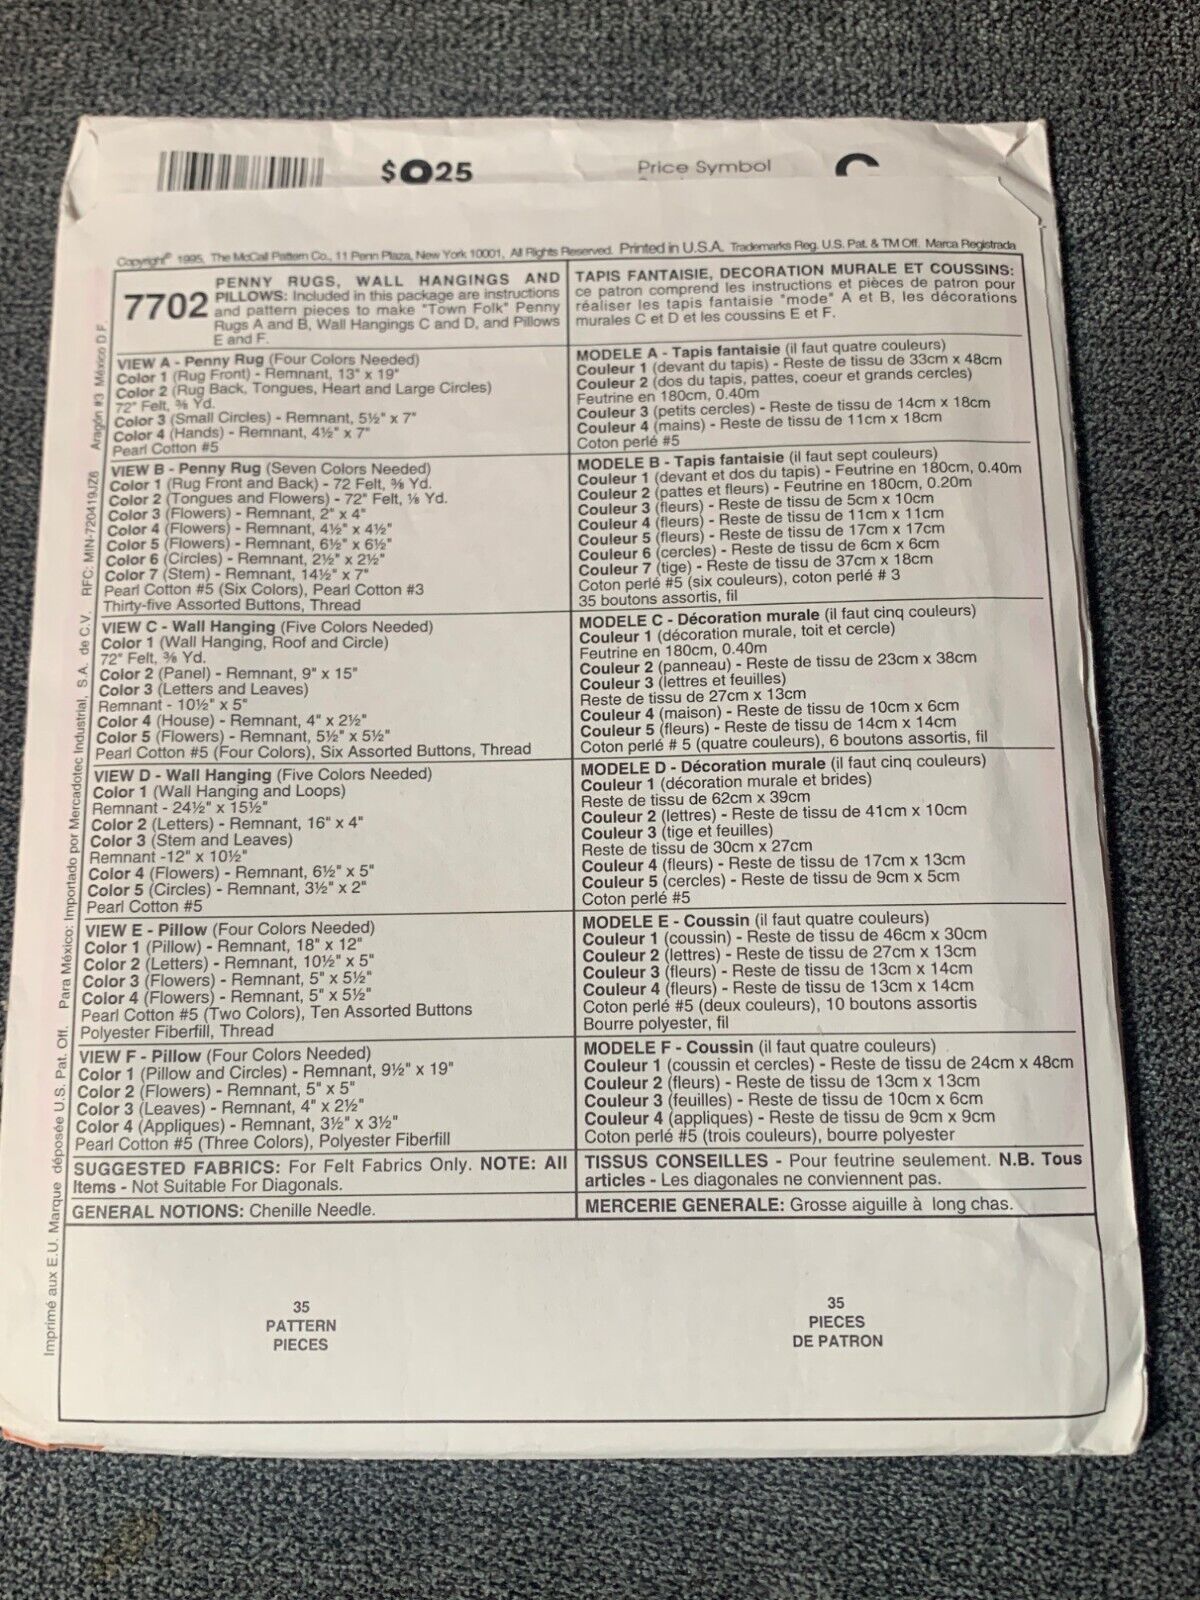 $025
Price Symbol
Copyright© 1995, The McCall Pattern Co., 11 Penn Plaza, New York 10001, All Rights Reserved. Printed in U.S.A. Trademarks Reg. U.S. Pat. & TM Off. Marca Registrada
7702
PENNY RUGS, WALL HANGINGS AND
PILLOWS: Included in this package are instructions
and pattern pieces to make "Town Folk" Penny
Rugs A and B, Wall Hangings C and D, and Pillows
E and F.
VIEW A - Penny Rug (Four Colors Needed)
Color 1 (Rug Front) - Remnant, 13" x 19"
Color 2 (Rug Back, Tongues, Heart and Large Circles)
72" Felt, ⅜ Yd.
Color 3 (Small Circles) - Remnant, 5½" x 7"
Color 4 (Hands) - Remnant, 4½" x 7"
Pearl Cotton #5
VIEW B - Penny Rug (Seven Colors Needed)
Color 1 (Rug Front and Back) - 72 Felt, ⅜ Yd.
Color 2 (Tongues and Flowers) - 72" Felt, ⅛ Yd.
Color 3 (Flowers) - Remnant, 2" x 4"
Color 4 (Flowers) - Remnant, 4½" x 4½"
Color 5 (Flowers) - Remnant, 6½" x 6½"
Color 6 (Circles) - Remnant, 2½" x 2½"
Color 7 (Stem) - Remnant, 14½" x 7"
Pearl Cotton #5 (Six Colors), Pearl Cotton #3
Thirty-five Assorted Buttons, Thread
VIEW C - Wall Hanging (Five Colors Needed)
Color 1 (Wall Hanging, Roof and Circle)
72" Felt, ⅜ Yd.
Color 2 (Panel) - Remnant, 9" x 15"
Color 3 (Letters and Leaves)
Remnant - 10½" x 5"
Color 4 (House) - Remnant, 4" x 2½"
Color 5 (Flowers) - Remnant, 5½" x 5½"
Pearl Cotton #5 (Four Colors), Six Assorted Buttons, Thread
VIEW D - Wall Hanging (Five Colors Needed)
Color 1 (Wall Hanging and Loops)
Remnant - 24½" x 15½"
Color 2 (Letters) - Remnant, 16" x 4"
Color 3 (Stem and Leaves)
Remnant -12" x 10½"
Color 4 (Flowers) - Remnant, 6½" x 5"
Color 5 (Circles) - Remnant, 3½" x 2"
Pearl Cotton #5
VIEW E - Pillow (Four Colors Needed)
Color 1 (Pillow) - Remnant, 18" x 12"
Color 2 (Letters) - Remnant, 10½" x 5"
Color 3 (Flowers) - Remnant, 5" x 5½"
Color 4 (Flowers) - Remnant, 5" x 5½"
Pearl Cotton #5 (Two Colors), Ten Assorted Buttons
Polyester Fiberfill, Thread
VIEW F - Pillow (Four Colors Needed)
Color 1 (Pillow and Circles) - Remnant, 9½" x 19"
Color 2 (Flowers) - Remnant, 5" x 5"
Color 3 (Leaves) - Remnant, 4" x 2½"
Color 4 (Appliques) - Remnant, 3½" x 3½"
Pearl Cotton #5 (Three Colors), Polyester Fiberfill
SUGGESTED FABRICS: For Felt Fabrics Only. NOTE: All
Items - Not Suitable For Diagonals.
GENERAL NOTIONS: Chenille Needle.
35
PATTERN
PIECES
TAPIS FANTAISIE, DECORATION MURALE ET COUSSINS:
ce patron comprend les instructions et pièces de patron pour
réaliser les tapis fantaisie "mode" A et B, les décorations
murales C et D et les coussins E et F.
MODELE A - Tapis fantaisie (il faut quatre couleurs)
Couleur 1 (devant du tapis) - Reste de tissu de 33cm x 48cm
Couleur 2 (dos du tapis, pattes, coeur et grands cercles)
Feutrine en 180cm, 0.40m
Couleur 3 (petits cercles) - Reste de tissu de 14cm x 18cm
Couleur 4 (mains) - Reste de tissu de 11cm x 18cm
Coton perlé #5
MODELE B - Tapis fantaisie (il faut sept couleurs)
Couleur 1 (devant et dos du tapis) - Feutrine en 180cm, 0.40m
Couleur 2 (pattes et fleurs) - Feutrine en 180cm, 0.20m
Couleur 3 (fleurs) - Reste de tissu de 5cm x 10cm
Couleur 4 (fleurs) - Reste de tissu de 11cm x 11cm
Couleur 5 (fleurs) - Reste de tissu de 17cm x 17cm
Couleur 6 (cercles) - Reste de tissu de 6cm x 6cm
Couleur 7 (tige) - Reste de tissu de 37cm x 18cm
Coton perlé #5 (six couleurs), coton perlé # 3
35 boutons assortis, fil
MODELE C - Décoration murale (il faut cinq couleurs)
Couleur 1 (décoration murale, toit et cercle)
Feutrine en 180cm, 0.40m
Couleur 2 (panneau) - Reste de tissu de 23cm x 38cm
Couleur 3 (lettres et feuilles)
Reste de tissu de 27cm x 13cm
Couleur 4 (maison) - Reste de tissu de 10cm x 6cm
Couleur 5 (fleurs) - Reste de tissu de 14cm x 14cm
Coton perlé # 5 (quatre couleurs), 6 boutons assortis, fil
MODELE D - Décoration murale (il faut cinq couleurs)
Couleur 1 (décoration murale et brides)
Reste de tissu de 62cm x 39cm
Couleur 2 (lettres) - Reste de tissu de 41cm x 10cm
Couleur 3 (tige et feuilles)
Reste de tissu de 30cm x 27cm
Couleur 4 (fleurs) - Reste de tissu de 17cm x 13cm
Couleur 5 (cercles) - Reste de tissu de 9cm x 5cm
Coton perlé #5
MODELE E - Coussin (il faut quatre couleurs)
Couleur 1 (coussin) - Reste de tissu de 46cm x 30cm
Couleur 2 (lettres) - Reste de tissu de 27cm x 13cm
Couleur 3 (fleurs) - Reste de tissu de 13cm x 14cm
Couleur 4 (fleurs) - Reste de tissu de 13cm x 14cm
Coton perlé #5 (deux couleurs), 10 boutons assortis
Bourre polyester, fil
MODELE F - Coussin (il faut quatre couleurs)
Couleur 1 (coussin et cercles) - Reste de tissu de 24cm x 48cm
Couleur 2 (fleurs) - Reste de tissu de 13cm x 13cm
Couleur 3 (feuilles) - Reste de tissu de 10cm x 6cm
Couleur 4 (appliques) - Reste de tissu de 9cm x 9cm
Coton perlé #5 (trois couleurs), bourre polyester
TISSUS CONSEILLES - Pour feutrine seulement. N.B. Tous
articles - Les diagonales ne conviennent pas.
MERCERIE GENERALE: Grosse aiguille à long chas.
35
PIECES
DE PATRON
Imprimé aux E.U. Marque déposée U.S. Pat. Off. Para México: Importado por Mercadotec Industrial, S.A. de C.V. RFC: MIN-720419JZ6 Aragón #3 México D.F.